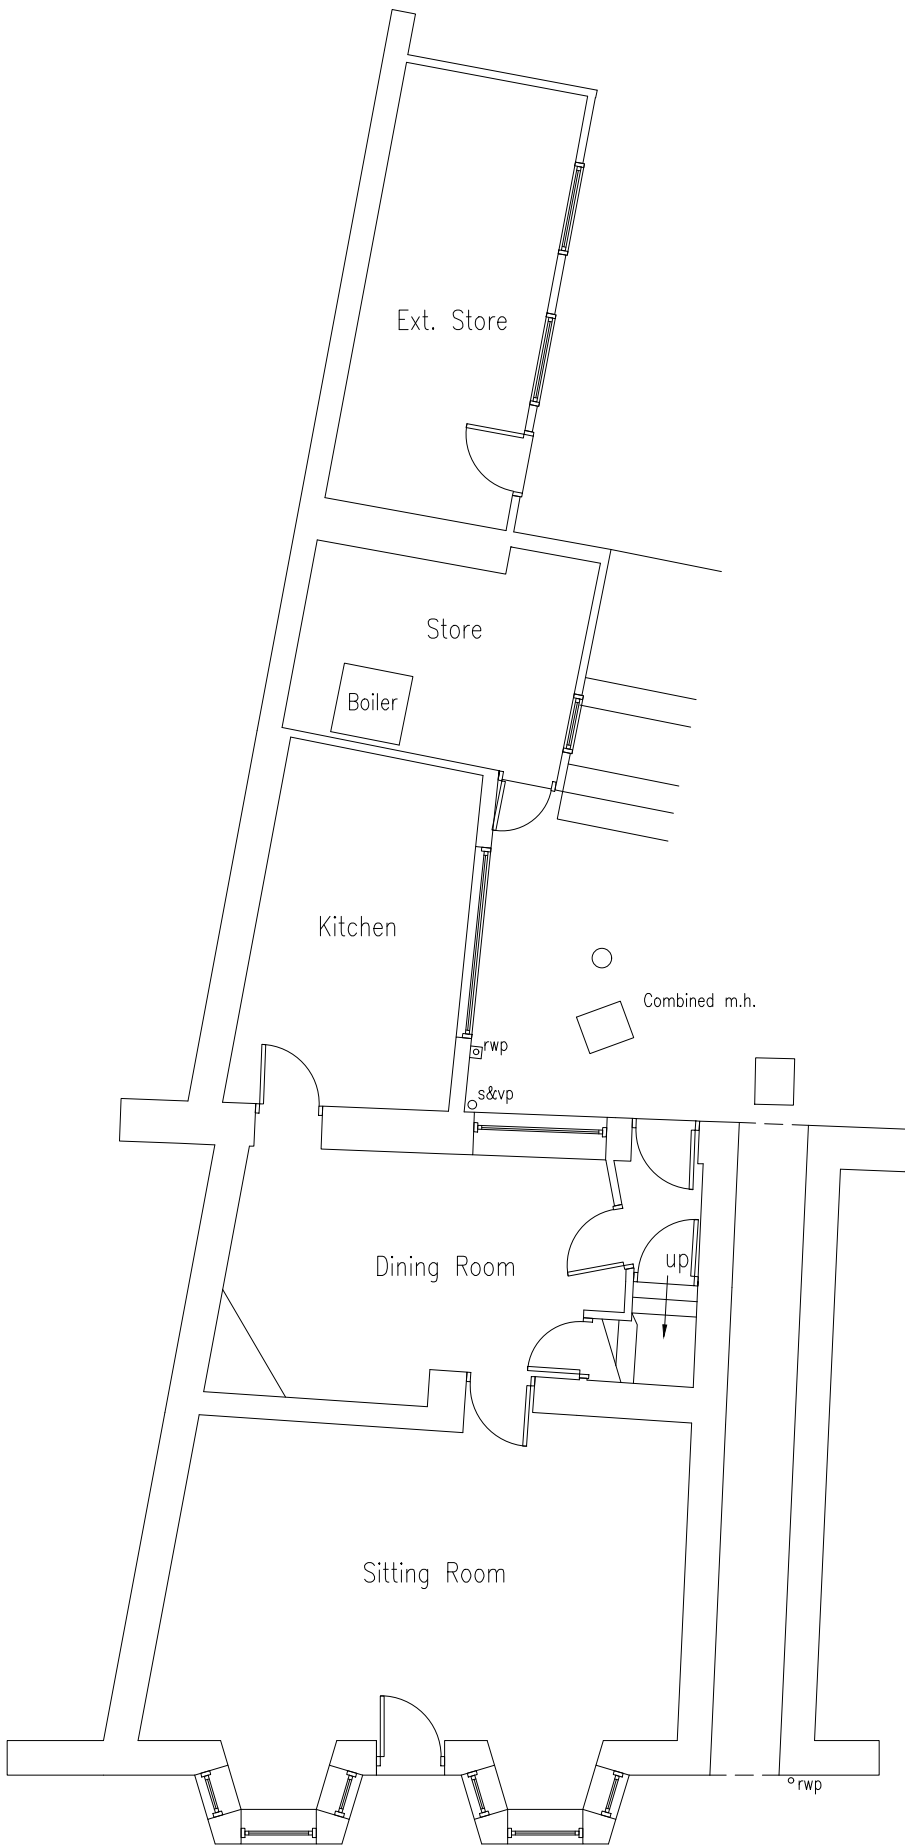 Ext. Store
Store
Boiler
Kitchen
Combined m.h.
rwp
s&vp
Dining Room
up
Sitting Room
rwp